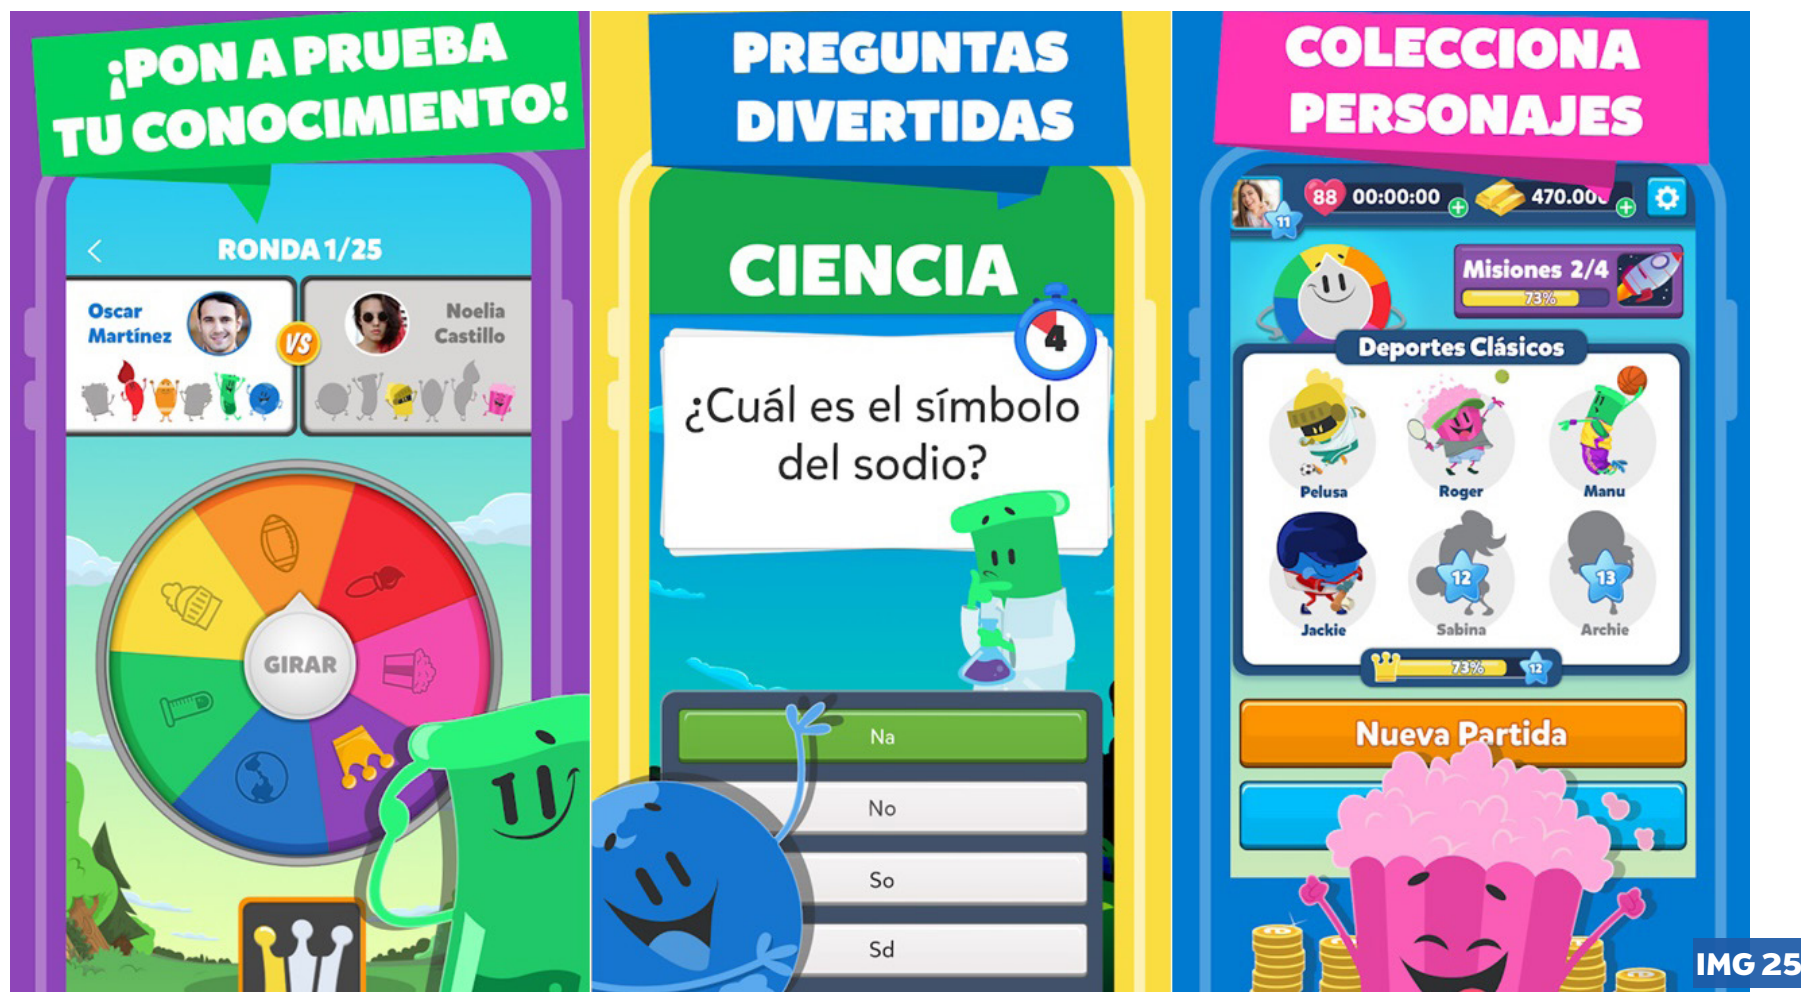 ¡PON A PRUEBA
TU CONOCIMIENTO!
RONDA 1/25
Oscar
Martínez
VS
Noelia
Castillo
GIRAR
PREGUNTAS
DIVERTIDAS
CIENCIA
4
¿Cuál es el símbolo
del sodio?
Na
No
So
Sd
COLECCIONA
PERSONAJES
11
88
00:00:00
Misiones 2/4
73%
Deportes Clásicos
Pelusa
Roger
Manu
12
13
Jackie
Sabina
Archie
73%
12
Nueva Partida
IMG 25